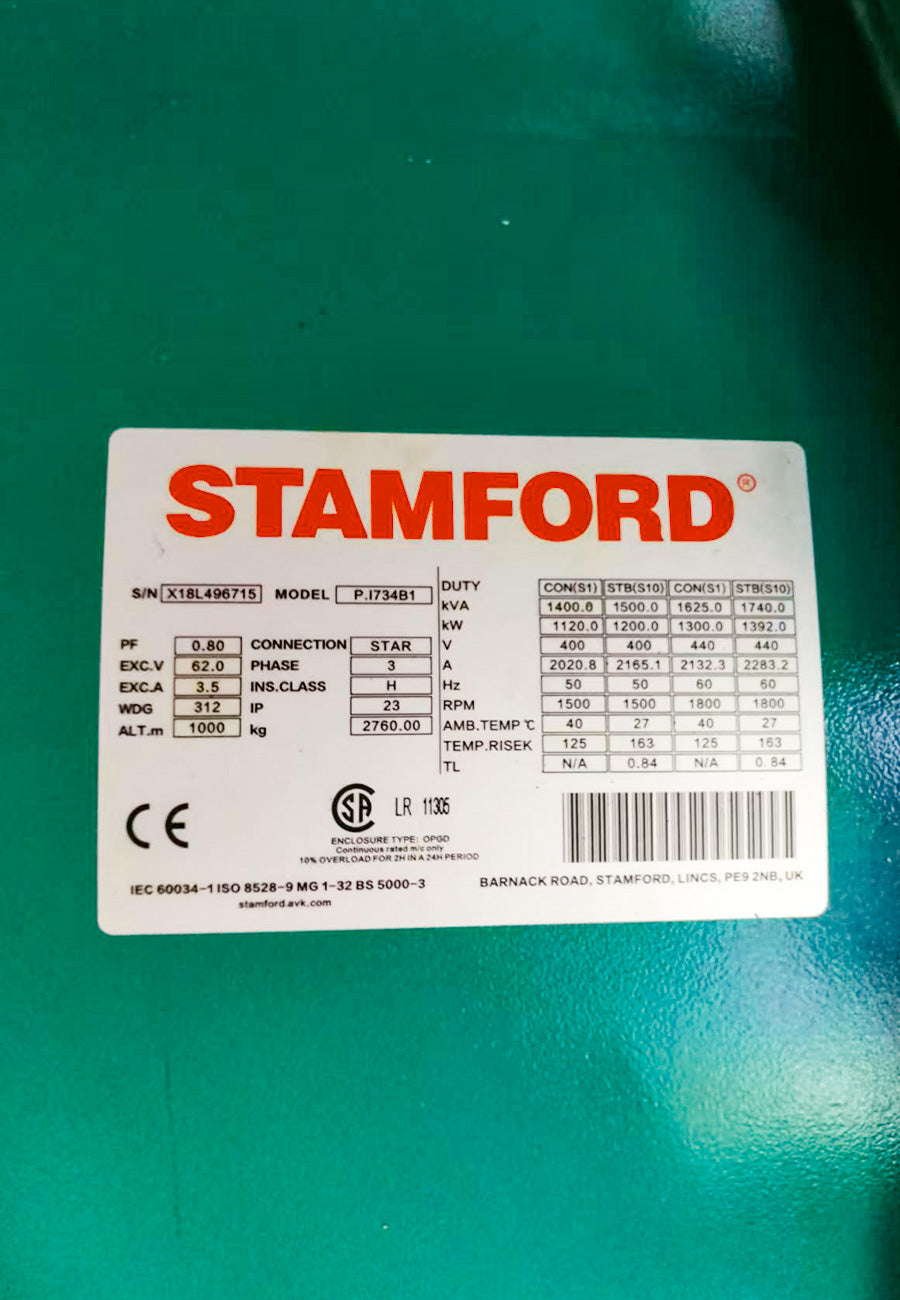 STAMFORD®
S/N X18L496715 MODEL P.I734B1
PF 0.80 CONNECTION STAR
EXC.V 62.0 PHASE 3
EXC.A 3.5 INS.CLASS H
WDG 312 IP 23
ALT.m 1000 kg 2760.00
DUTY CON(S1) STB(S10) CON(S1) STB(S10)
kVA 1400.0 1500.0 1625.0 1740.0
kW 1120.0 1200.0 1300.0 1392.0
V 400 400 440 440
A 2020.8 2165.1 2132.3 2283.2
Hz 50 50 60 60
RPM 1500 1500 1800 1800
AMB.TEMP ℃ 40 27 40 27
TEMP.RISEK 125 163 125 163
TL N/A 0.84 N/A 0.84
CE
SA LR 11305
ENCLOSURE TYPE: OPGD
Continuous rated m/c only
10% OVERLOAD FOR 2H IN A 24H PERIOD
IEC 60034-1 ISO 8528-9 MG 1-32 BS 5000-3
stamford.avk.com
BARNACK ROAD, STAMFORD, LINCS, PE9 2NB, UK